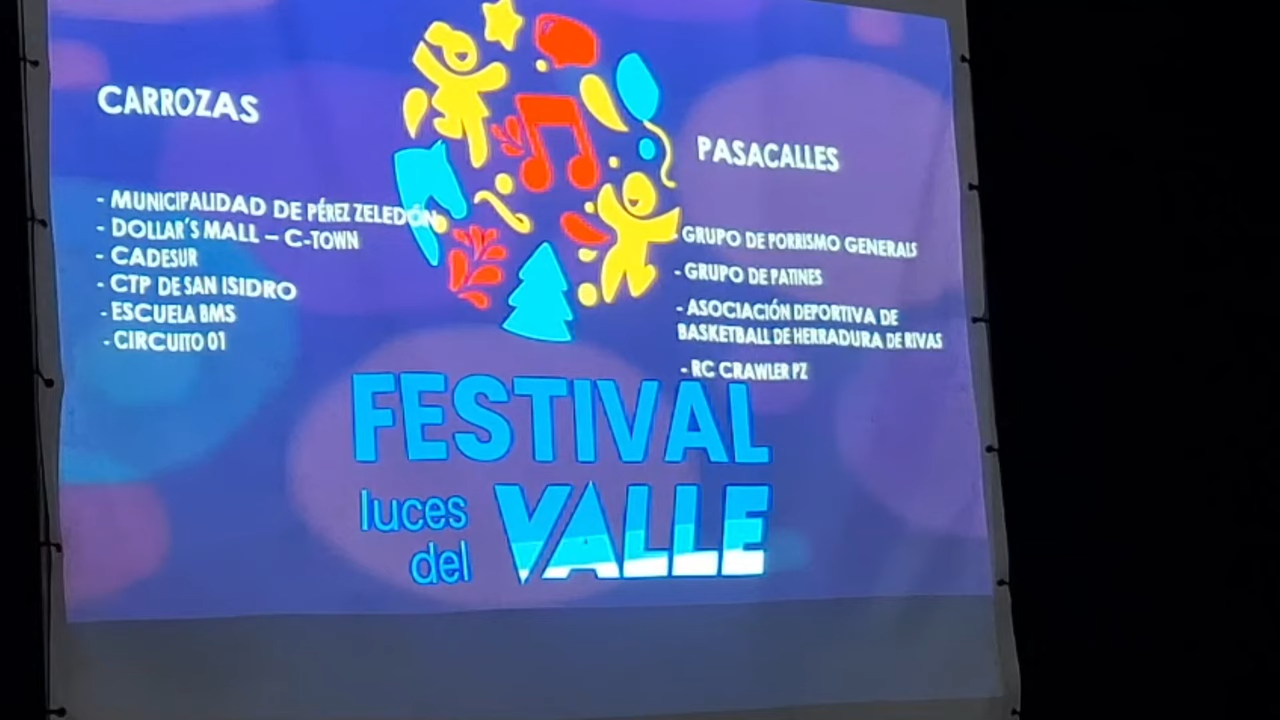 CARROZAS
- MUNICIPALIDAD DE PÉREZ ZELEDÓN
- DOLLAR´S MALL – C-TOWN
- CADESUR
- CTP DE SAN ISIDRO
- ESCUELA BMS
- CIRCUITO 01
PASACALLES
- GRUPO DE PORRISMO GENERALS
- GRUPO DE PATINES
- ASOCIACIÓN DEPORTIVA DE
BASKETBALL DE HERRADURA DE RIVAS
- RC CRAWLER PZ
FESTIVAL
luces
del VALLE